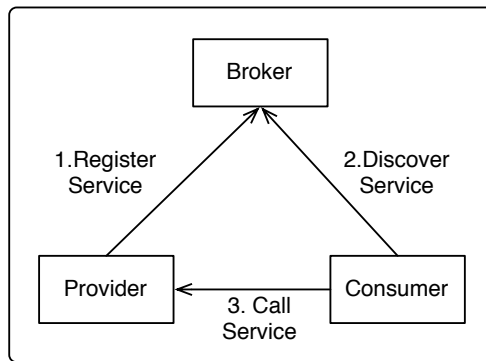 Broker
1.Register
Service
2.Discover
Service
Provider
3. Call
Service
Consumer